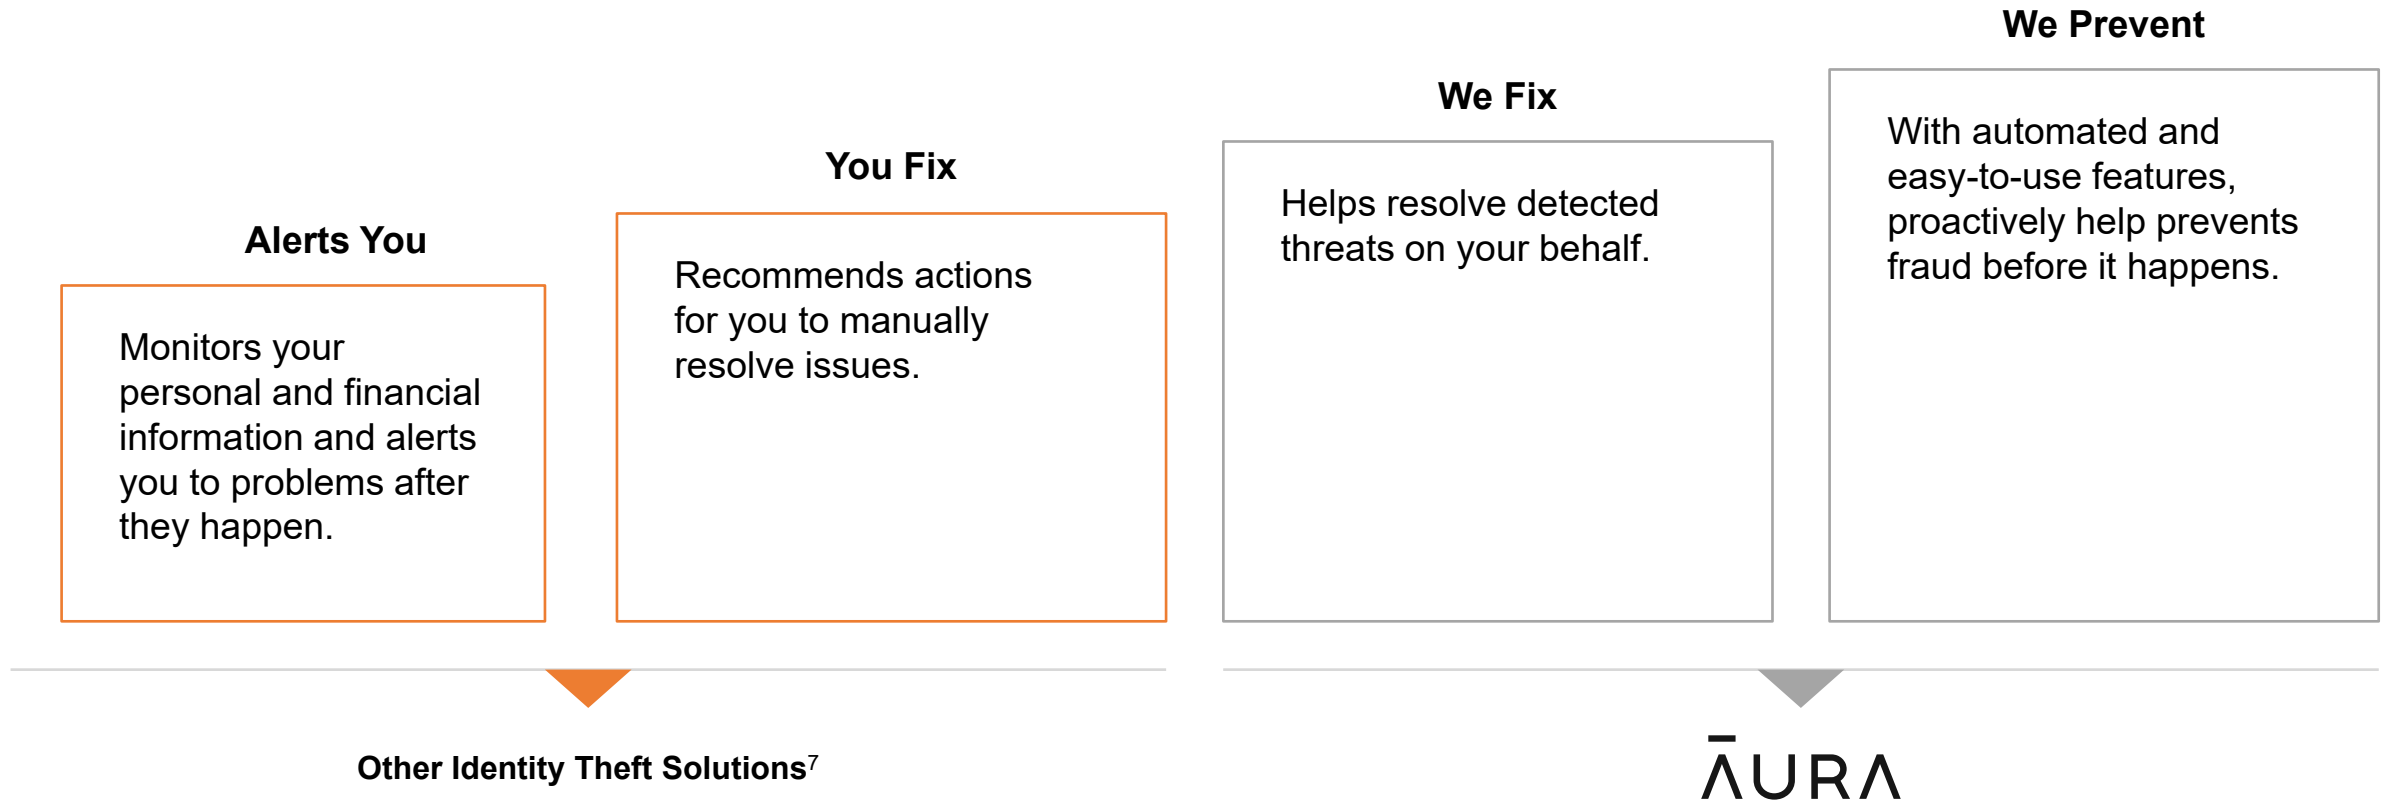 Alerts You
Monitors your
personal and financial
information and alerts
you to problems after
they happen.
You Fix
Recommends actions
for you to manually
resolve issues.
We Fix
Helps resolve detected
threats on your behalf.
We Prevent
With automated and
easy-to-use features,
proactively help prevents
fraud before it happens.
Other Identity Theft Solutions⁷
ĀURA